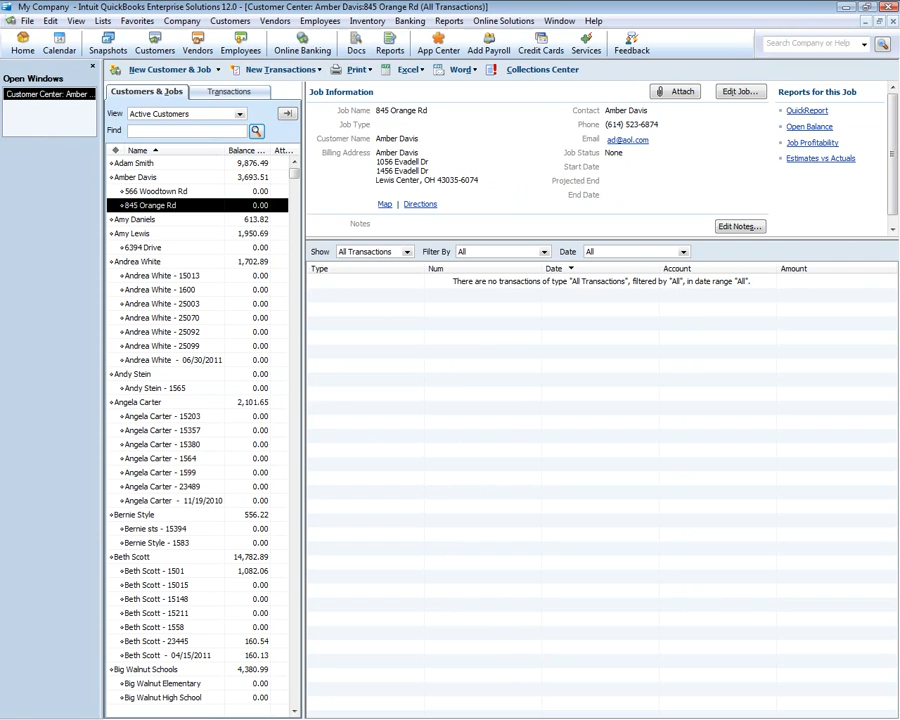 My Company - Intuit QuickBooks Enterprise Solutions 12.0 - [Customer Center: Amber Davis:845 Orange Rd (All Transactions)]
File Edit View Lists Favorites Company Customers Vendors Employees Inventory Banking Reports Online Solutions Window Help
Home Calendar Snapshots Customers Vendors Employees Online Banking Docs Reports App Center Add Payroll Credit Cards Services Feedback Search Company or Help
Open Windows
Customer Center: Amber ...
New Customer & Job New Transactions Print Excel Word Collections Center
Customers & Jobs Transactions
View Active Customers
Find
Name Balance ... Att...
Adam Smith 9,876.49
Amber Davis 3,693.51
566 Woodtown Rd 0.00
845 Orange Rd 0.00
Amy Daniels 613.82
Amy Lewis 1,950.69
6394 Drive 0.00
Andrea White 1,702.89
Andrea White - 15013 0.00
Andrea White - 1600 0.00
Andrea White - 25003 0.00
Andrea White - 25070 0.00
Andrea White - 25092 0.00
Andrea White - 25099 0.00
Andrea White - 06/30/2011 0.00
Andy Stein 0.00
Andy Stein - 1565 0.00
Angela Carter 2,101.65
Angela Carter - 15203 0.00
Angela Carter - 15357 0.00
Angela Carter - 15380 0.00
Angela Carter - 1564 0.00
Angela Carter - 1599 0.00
Angela Carter - 23489 0.00
Angela Carter - 11/19/2010 0.00
Bernie Style 556.22
Bernie sts - 15394 0.00
Bernie Style - 1583 0.00
Beth Scott 14,782.89
Beth Scott - 1501 1,082.06
Beth Scott - 15015 0.00
Beth Scott - 15148 0.00
Beth Scott - 15211 0.00
Beth Scott - 1558 0.00
Beth Scott - 23445 160.54
Beth Scott - 04/15/2011 160.13
Big Walnut Schools 4,380.99
Big Walnut Elementary 0.00
Big Walnut High School 0.00
Job Information Attach Edit Job...
Job Name 845 Orange Rd
Job Type
Customer Name Amber Davis
Billing Address Amber Davis
1056 Evadell Dr
1456 Evadell Dr
Lewis Center, OH 43035-6074
Map | Directions
Contact Amber Davis
Phone (614) 523-6874
Email ad@aol.com
Job Status None
Start Date
Projected End
End Date
Notes Edit Notes...
Reports for this Job
QuickReport
Open Balance
Job Profitability
Estimates vs Actuals
Show All Transactions Filter By All Date All
Type Num Date Account Amount
There are no transactions of type "All Transactions", filtered by "All", in date range "All".